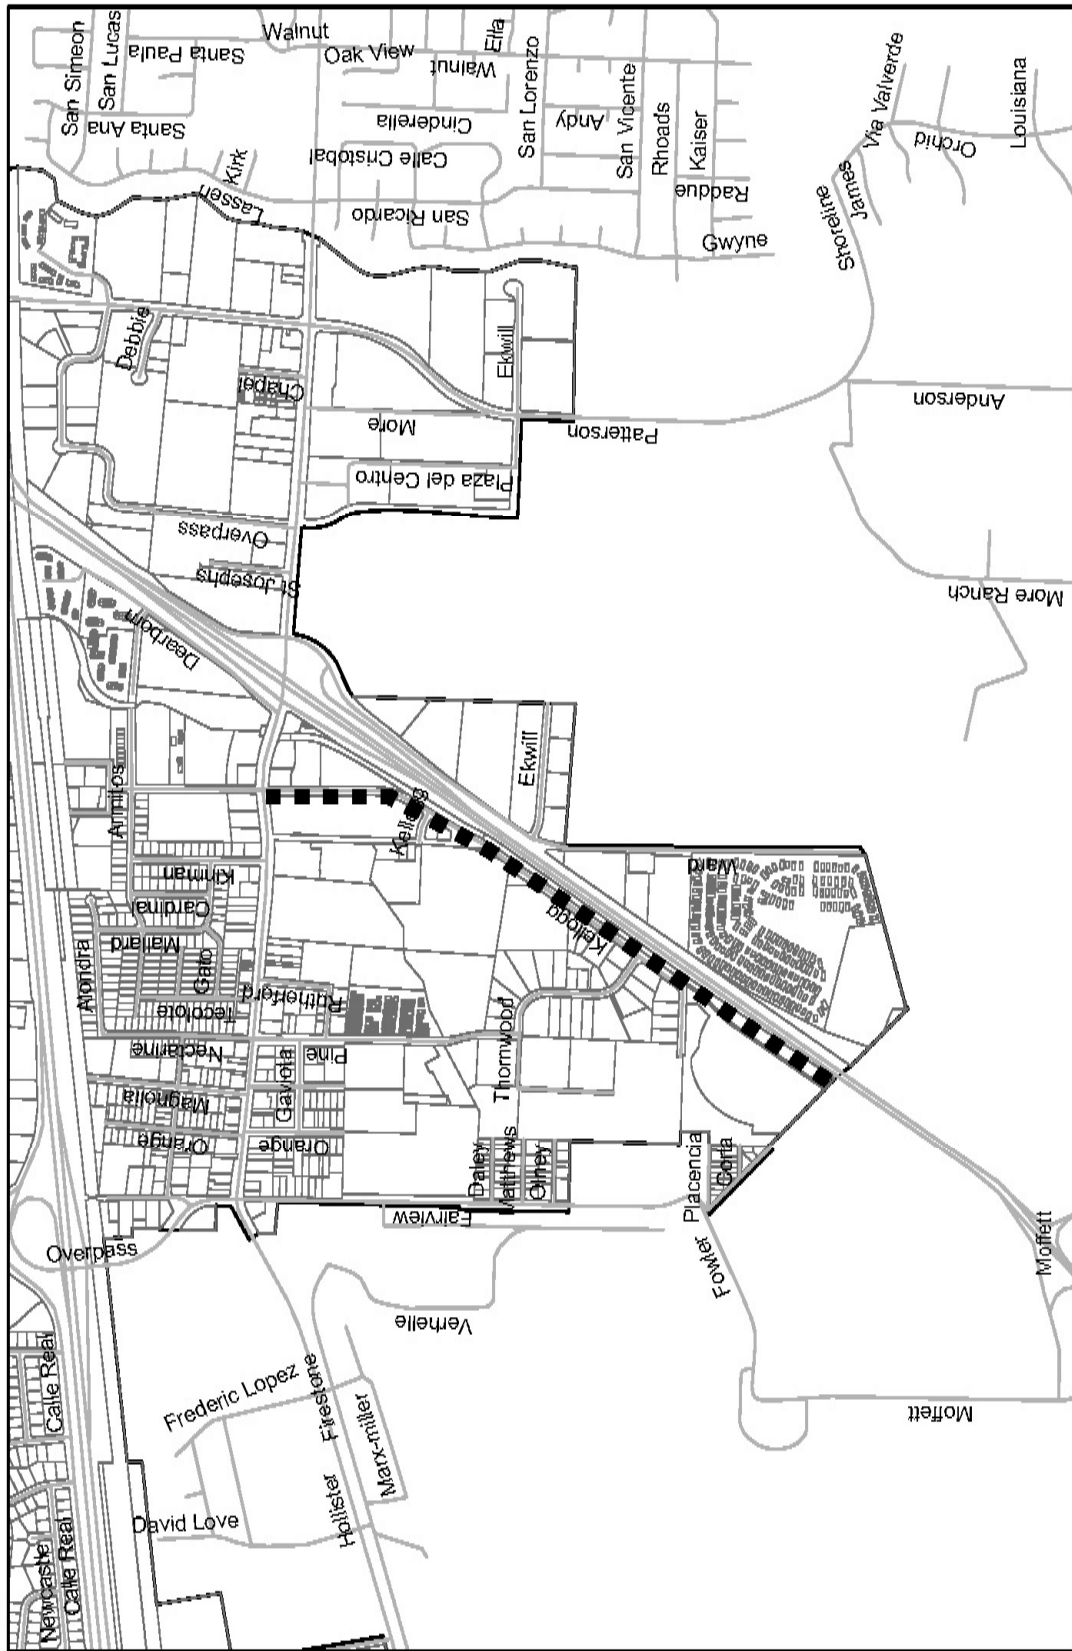 San Simeon
San Lucas
Santa Paula
Walnut
Oak View
Walnut
Ella
San Lorenzo
Santa Ana
Cinderella
Andy
San Vicente
Rhoads
Kaiser
Via Valverde
Orchid
Louisiana
Calle Cristobal
Kirk
Lassen
San Ricardo
Raddue
Gwyne
James
Shoreline
Debbie
Chapel
Ekwill
More
Patterson
Anderson
Plaza del Centro
Overpass
St Josephs
More Ranch
Dearborn
Armitos
Ekwill
Kellogg
Kinman
Cardina
Mallard
Gato
Alondra
Tecolote
Rutherford
Kellogg
Ward
Nectarine
Pine
Thornwood
Magnolia
Gaviota
Orange
Orange
Daley
Matthews
Olney
Placencia
Corta
Fairview
Overpass
Fowler
Moffett
Verhelle
Calle Real
Frederic Lopez
Firestone
Marx-miller
Moffett
Hollister
David Love
Newcastle
Calle Real